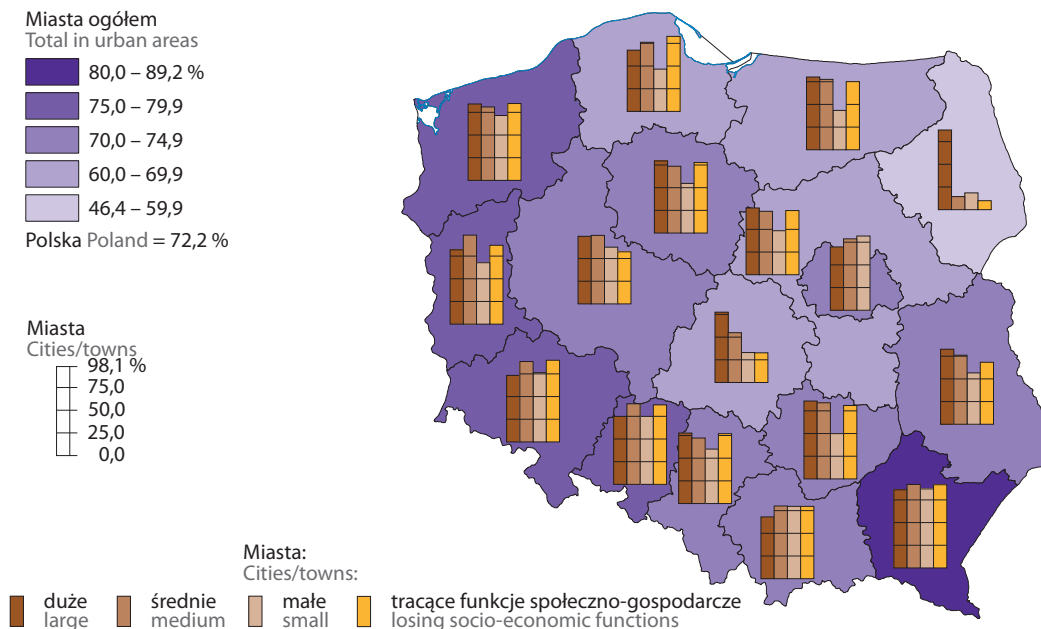 Miasta ogółem
Total in urban areas
80,0 – 89,2 %
75,0 – 79,9
70,0 – 74,9
60,0 – 69,9
46,4 – 59,9
Polska Poland = 72,2 %
Miasta
Cities/towns
98,1 %
75,0
50,0
25,0
0,0
Miasta:
Cities/towns:
duże
large
średnie
medium
małe
small
tracące funkcje społeczno-gospodarcze
losing socio-economic functions